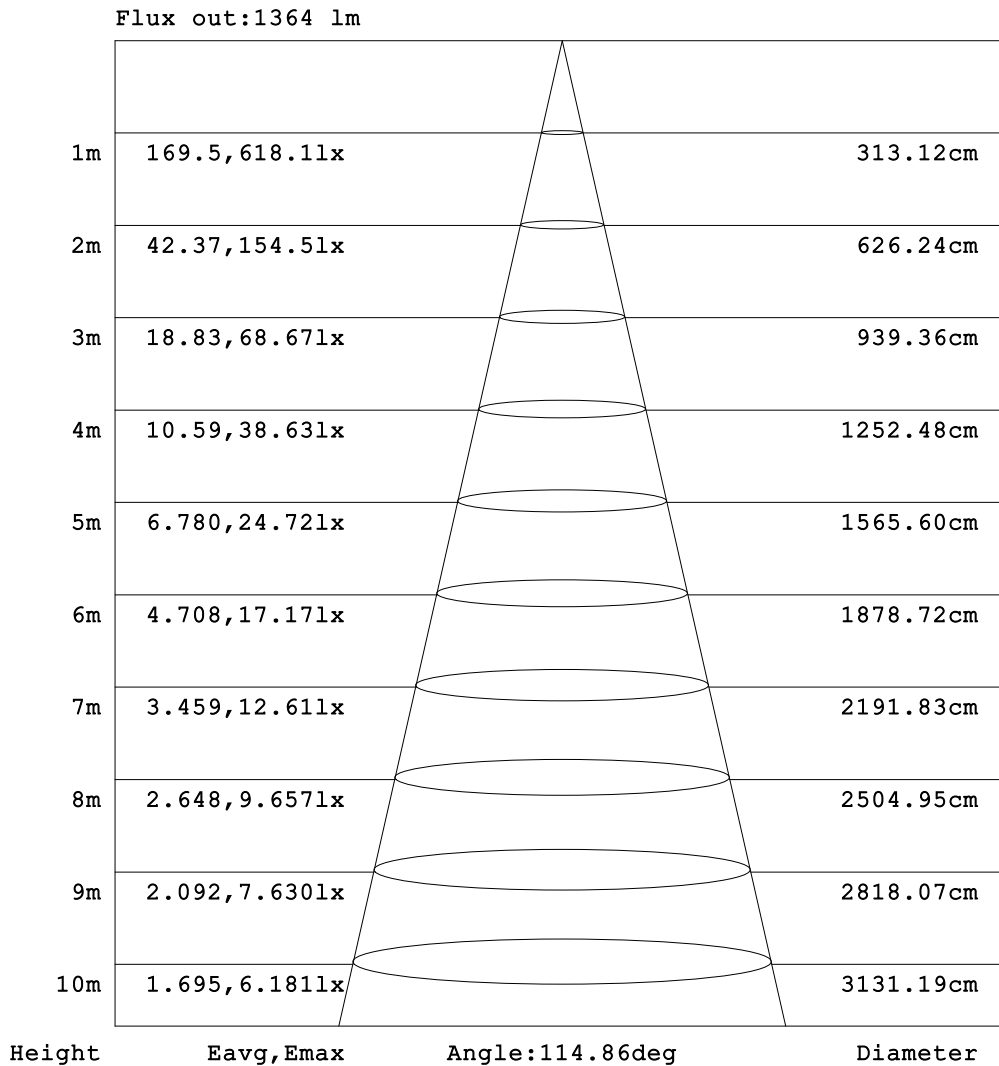 Flux out:1364 lm
1m 169.5,618.1lx 313.12cm
2m 42.37,154.5lx 626.24cm
3m 18.83,68.67lx 939.36cm
4m 10.59,38.63lx 1252.48cm
5m 6.780,24.72lx 1565.60cm
6m 4.708,17.17lx 1878.72cm
7m 3.459,12.61lx 2191.83cm
8m 2.648,9.657lx 2504.95cm
9m 2.092,7.630lx 2818.07cm
10m 1.695,6.181lx 3131.19cm
Height Eavg,Emax Angle:114.86deg Diameter